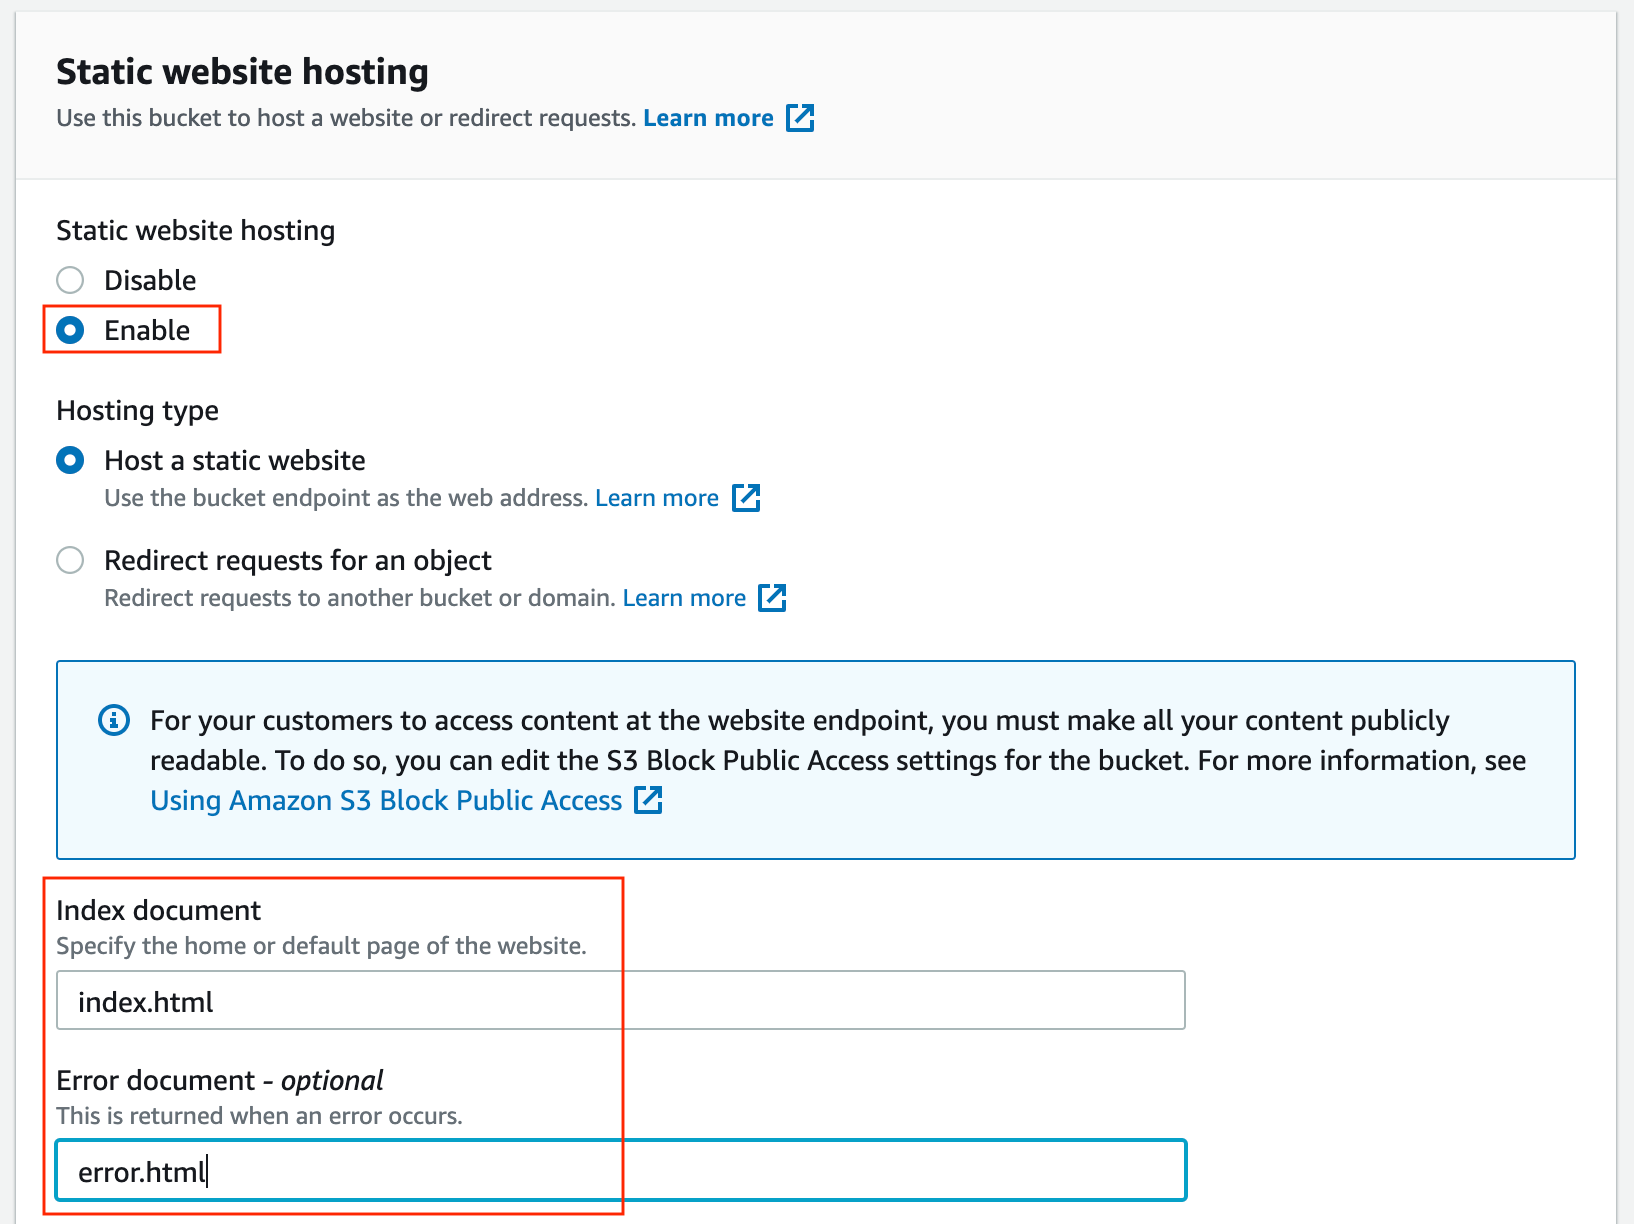 Static website hosting
Use this bucket to host a website or redirect requests. Learn more
Static website hosting
Disable
Enable
Hosting type
Host a static website
Use the bucket endpoint as the web address. Learn more
Redirect requests for an object
Redirect requests to another bucket or domain. Learn more
For your customers to access content at the website endpoint, you must make all your content publicly
readable. To do so, you can edit the S3 Block Public Access settings for the bucket. For more information, see
Using Amazon S3 Block Public Access
Index document
Specify the home or default page of the website.
index.html
Error document - optional
This is returned when an error occurs.
error.html